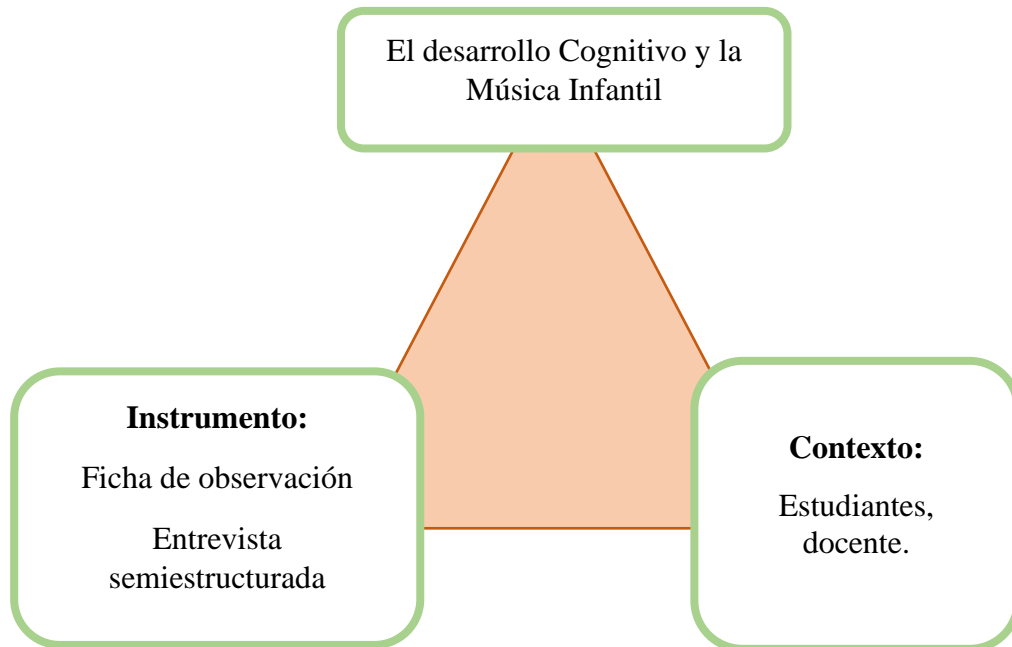 El desarrollo Cognitivo y la
Música Infantil
Instrumento:
Ficha de observación
Entrevista
semiestructurada
Contexto:
Estudiantes,
docente.